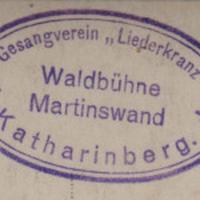 Gesangverein „Liederkranz
Waldbühne
Martinswand
Katharinberg.